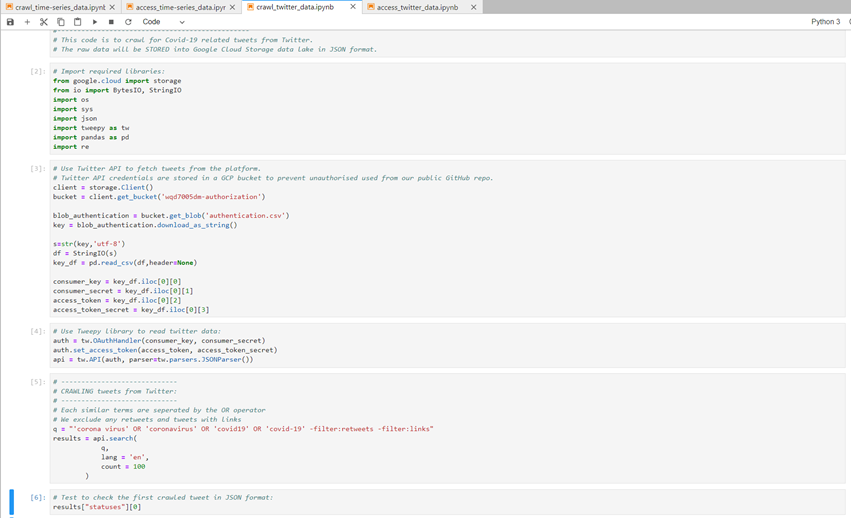 crawl_time-series_data.ipynb
access_time-series_data.ipynb
crawl_twitter_data.ipynb
access_twitter_data.ipynb
Code
Python 3
# This code is to crawl for Covid-19 related tweets from Twitter.
# The raw data will be STORED into Google Cloud Storage data lake in JSON format.
[2]:
# Import required libraries:
from google.cloud import storage
from io import BytesIO, StringIO
import os
import sys
import json
import tweepy as tw
import pandas as pd
import re
[3]:
# Use Twitter API to fetch tweets from the platform.
# Twitter API credentials are stored in a GCP bucket to prevent unauthorised used from our public GitHub repo.
client = storage.Client()
bucket = client.get_bucket('wqd7005dm-authorization')
blob_authentication = bucket.get_blob('authentication.csv')
key = blob_authentication.download_as_string()
s=str(key,'utf-8')
df = StringIO(s)
key_df = pd.read_csv(df,header=None)
consumer_key = key_df.iloc[0][0]
consumer_secret = key_df.iloc[0][1]
access_token = key_df.iloc[0][2]
access_token_secret = key_df.iloc[0][3]
[4]:
# Use Tweepy library to read twitter data:
auth = tw.OAuthHandler(consumer_key, consumer_secret)
auth.set_access_token(access_token, access_token_secret)
api = tw.API(auth, parser=tw.parsers.JSONParser())
[5]:
# ----------------------------
# CRAWLING tweets from Twitter:
# ----------------------------
# Each similar terms are seperated by the OR operator
# We exclude any retweets and tweets with links
q = "'corona virus' OR 'coronavirus' OR 'covid19' OR 'covid-19' -filter:retweets -filter:links"
results = api.search(
q,
lang = 'en',
count = 100
)
[6]:
# Test to check the first crawled tweet in JSON format:
results["statuses"][0]